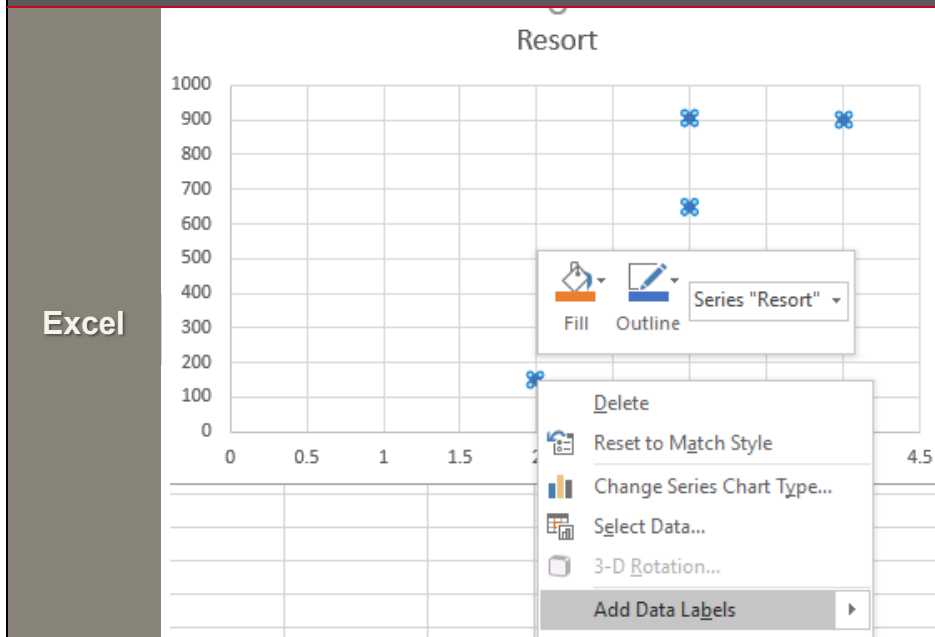 Resort
1000
900
800
700
600
500
400
300
200
100
0
0 0.5 1 1.5 4.5
Excel
Fill Outline Series "Resort"
Delete
Reset to Match Style
Change Series Chart Type...
Select Data...
3-D Rotation...
Add Data Labels